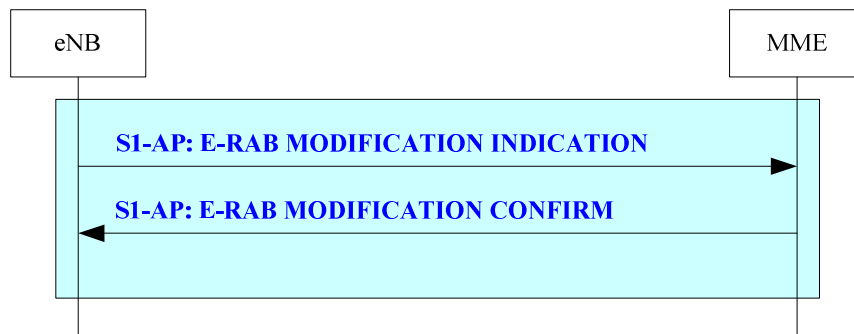 eNB
MME
S1-AP: E-RAB MODIFICATION INDICATION
S1-AP: E-RAB MODIFICATION CONFIRM